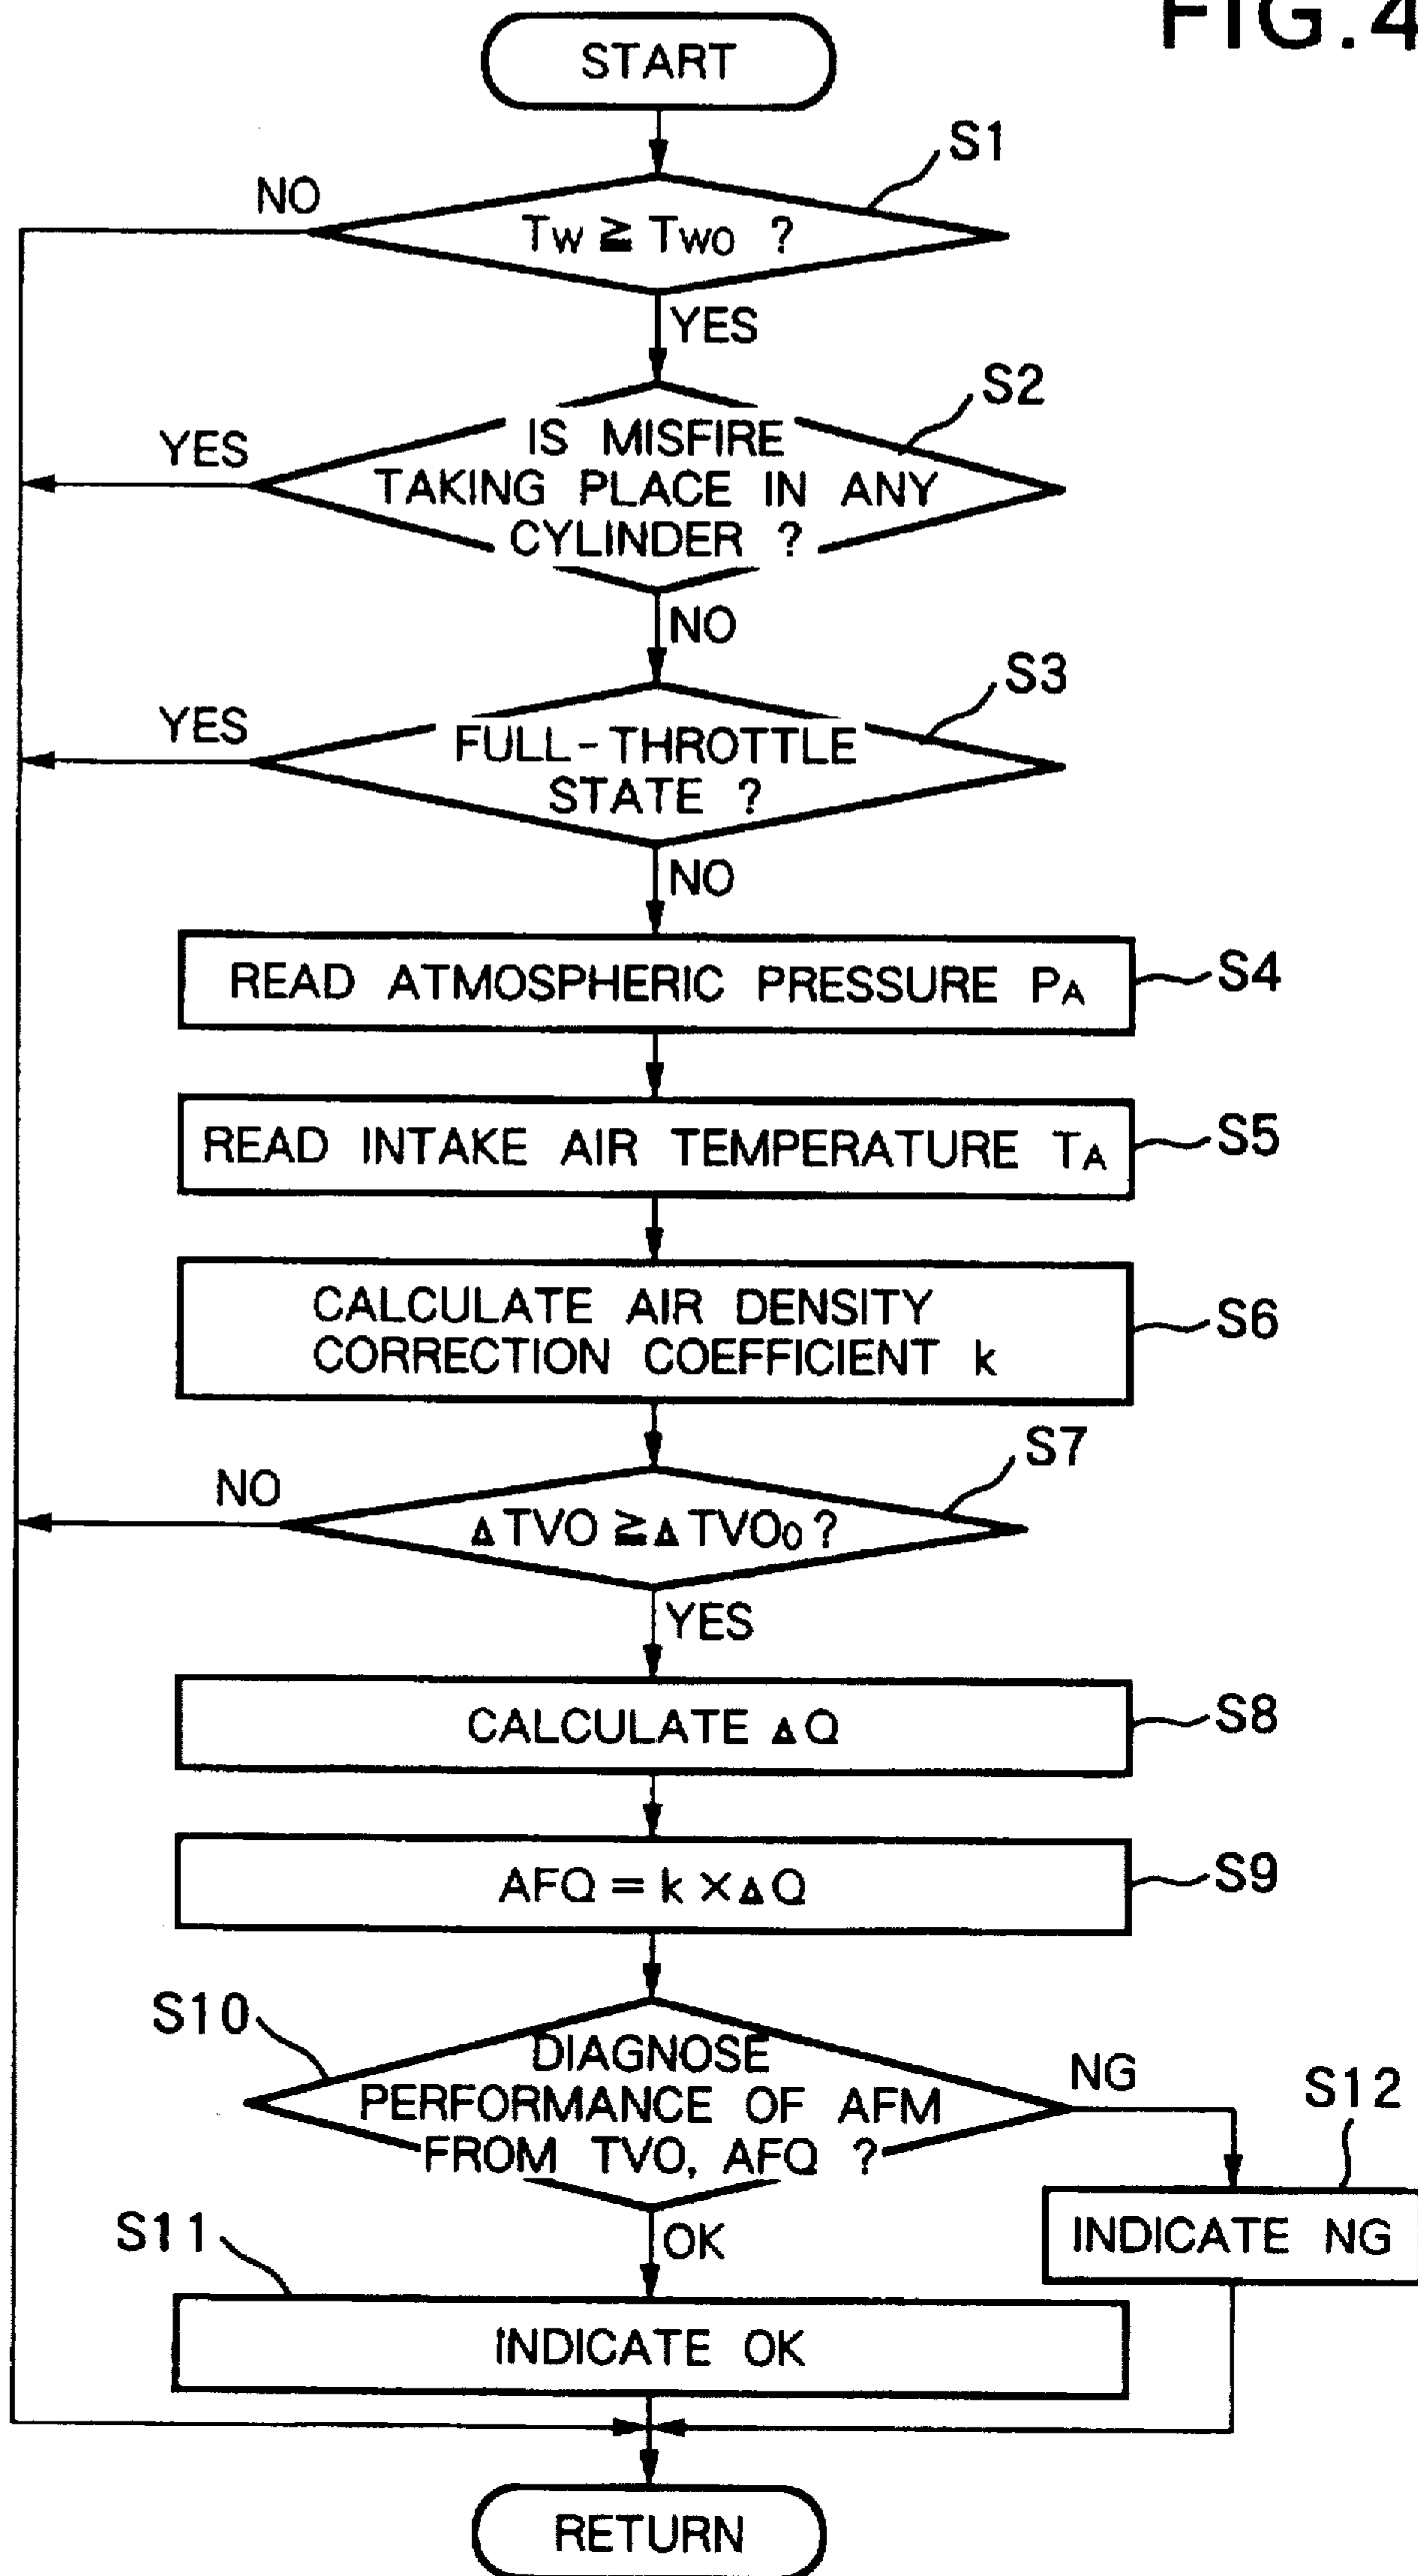 FIG.4
START
S1
NO
Tw ≧ Tw0 ?
YES
S2
YES
IS MISFIRE
TAKING PLACE IN ANY
CYLINDER ?
NO
S3
YES
FULL-THROTTLE
STATE ?
NO
READ ATMOSPHERIC PRESSURE PA
S4
READ INTAKE AIR TEMPERATURE TA
S5
CALCULATE AIR DENSITY
CORRECTION COEFFICIENT k
S6
S7
NO
ΔTVO ≧ ΔTVO0 ?
YES
CALCULATE ΔQ
S8
AFQ = k × ΔQ
S9
S10
DIAGNOSE
PERFORMANCE OF AFM
FROM TVO, AFQ ?
NG
S12
INDICATE NG
S11
OK
INDICATE OK
RETURN